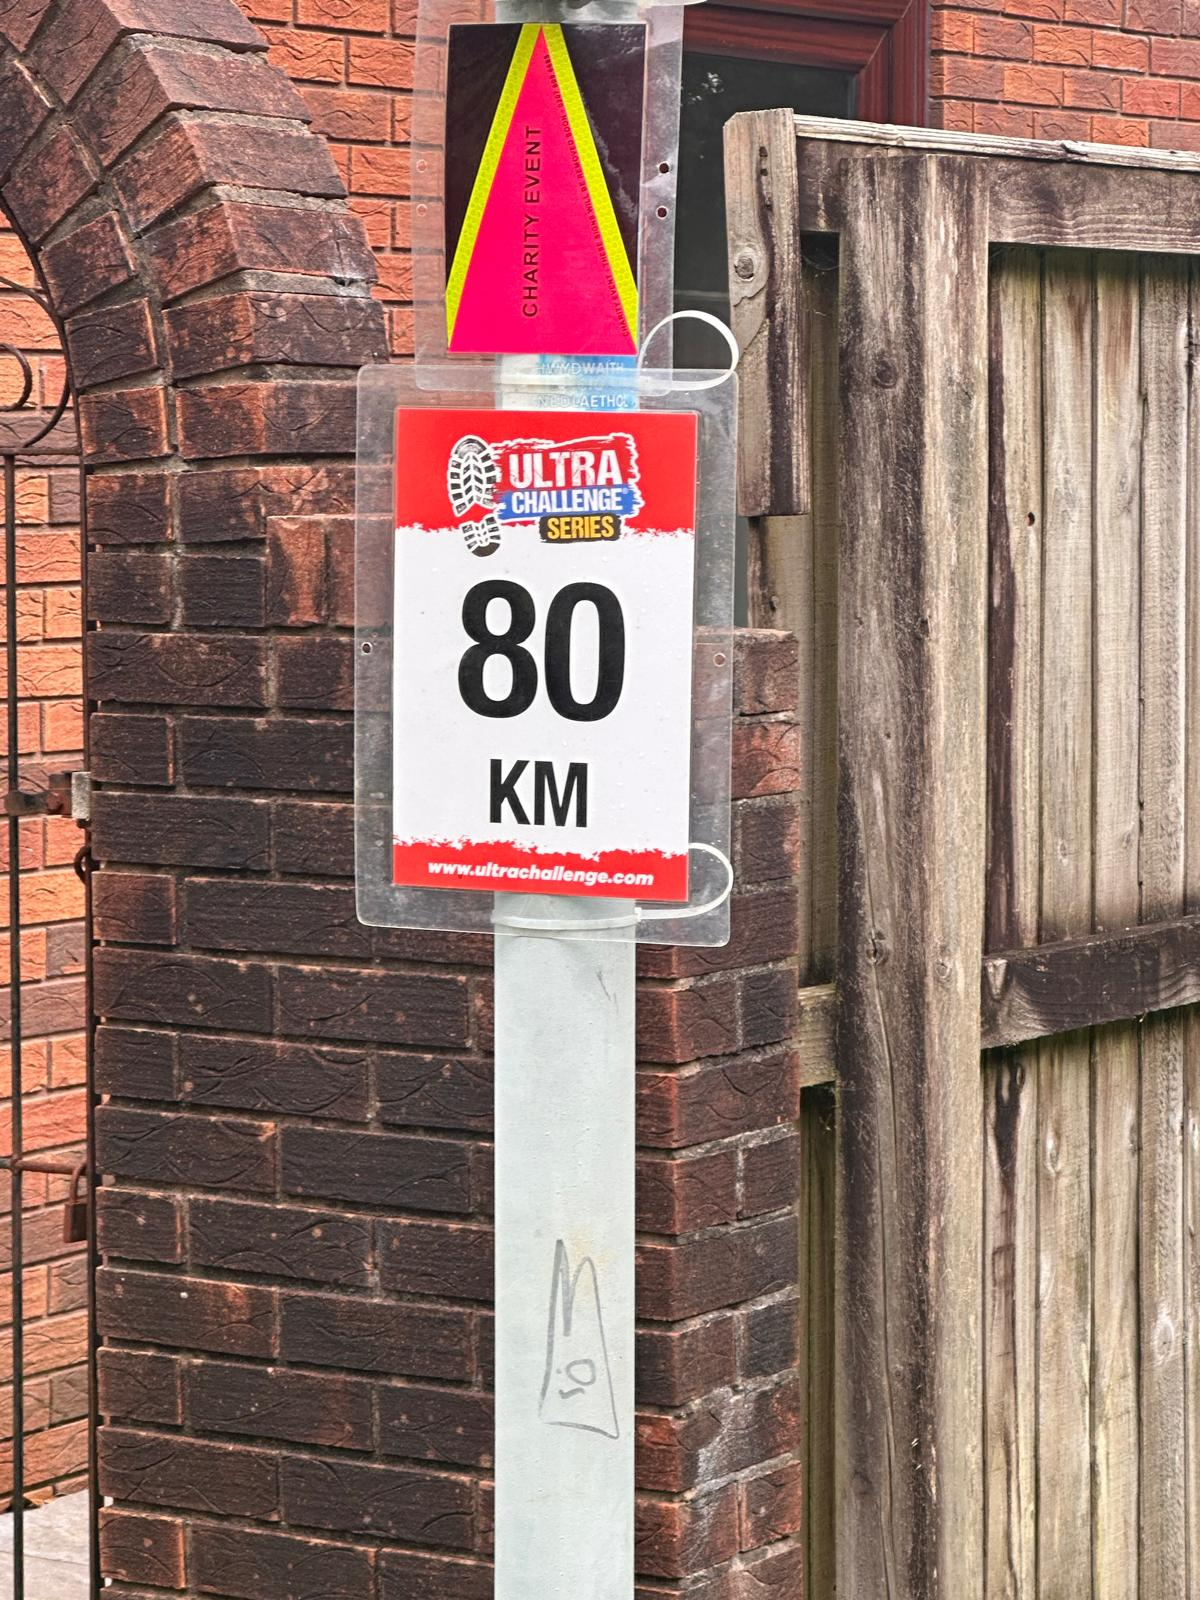 CHARITY EVENT
ULTRA
CHALLENGE
SERIES
80
KM
www.ultrachallenge.com